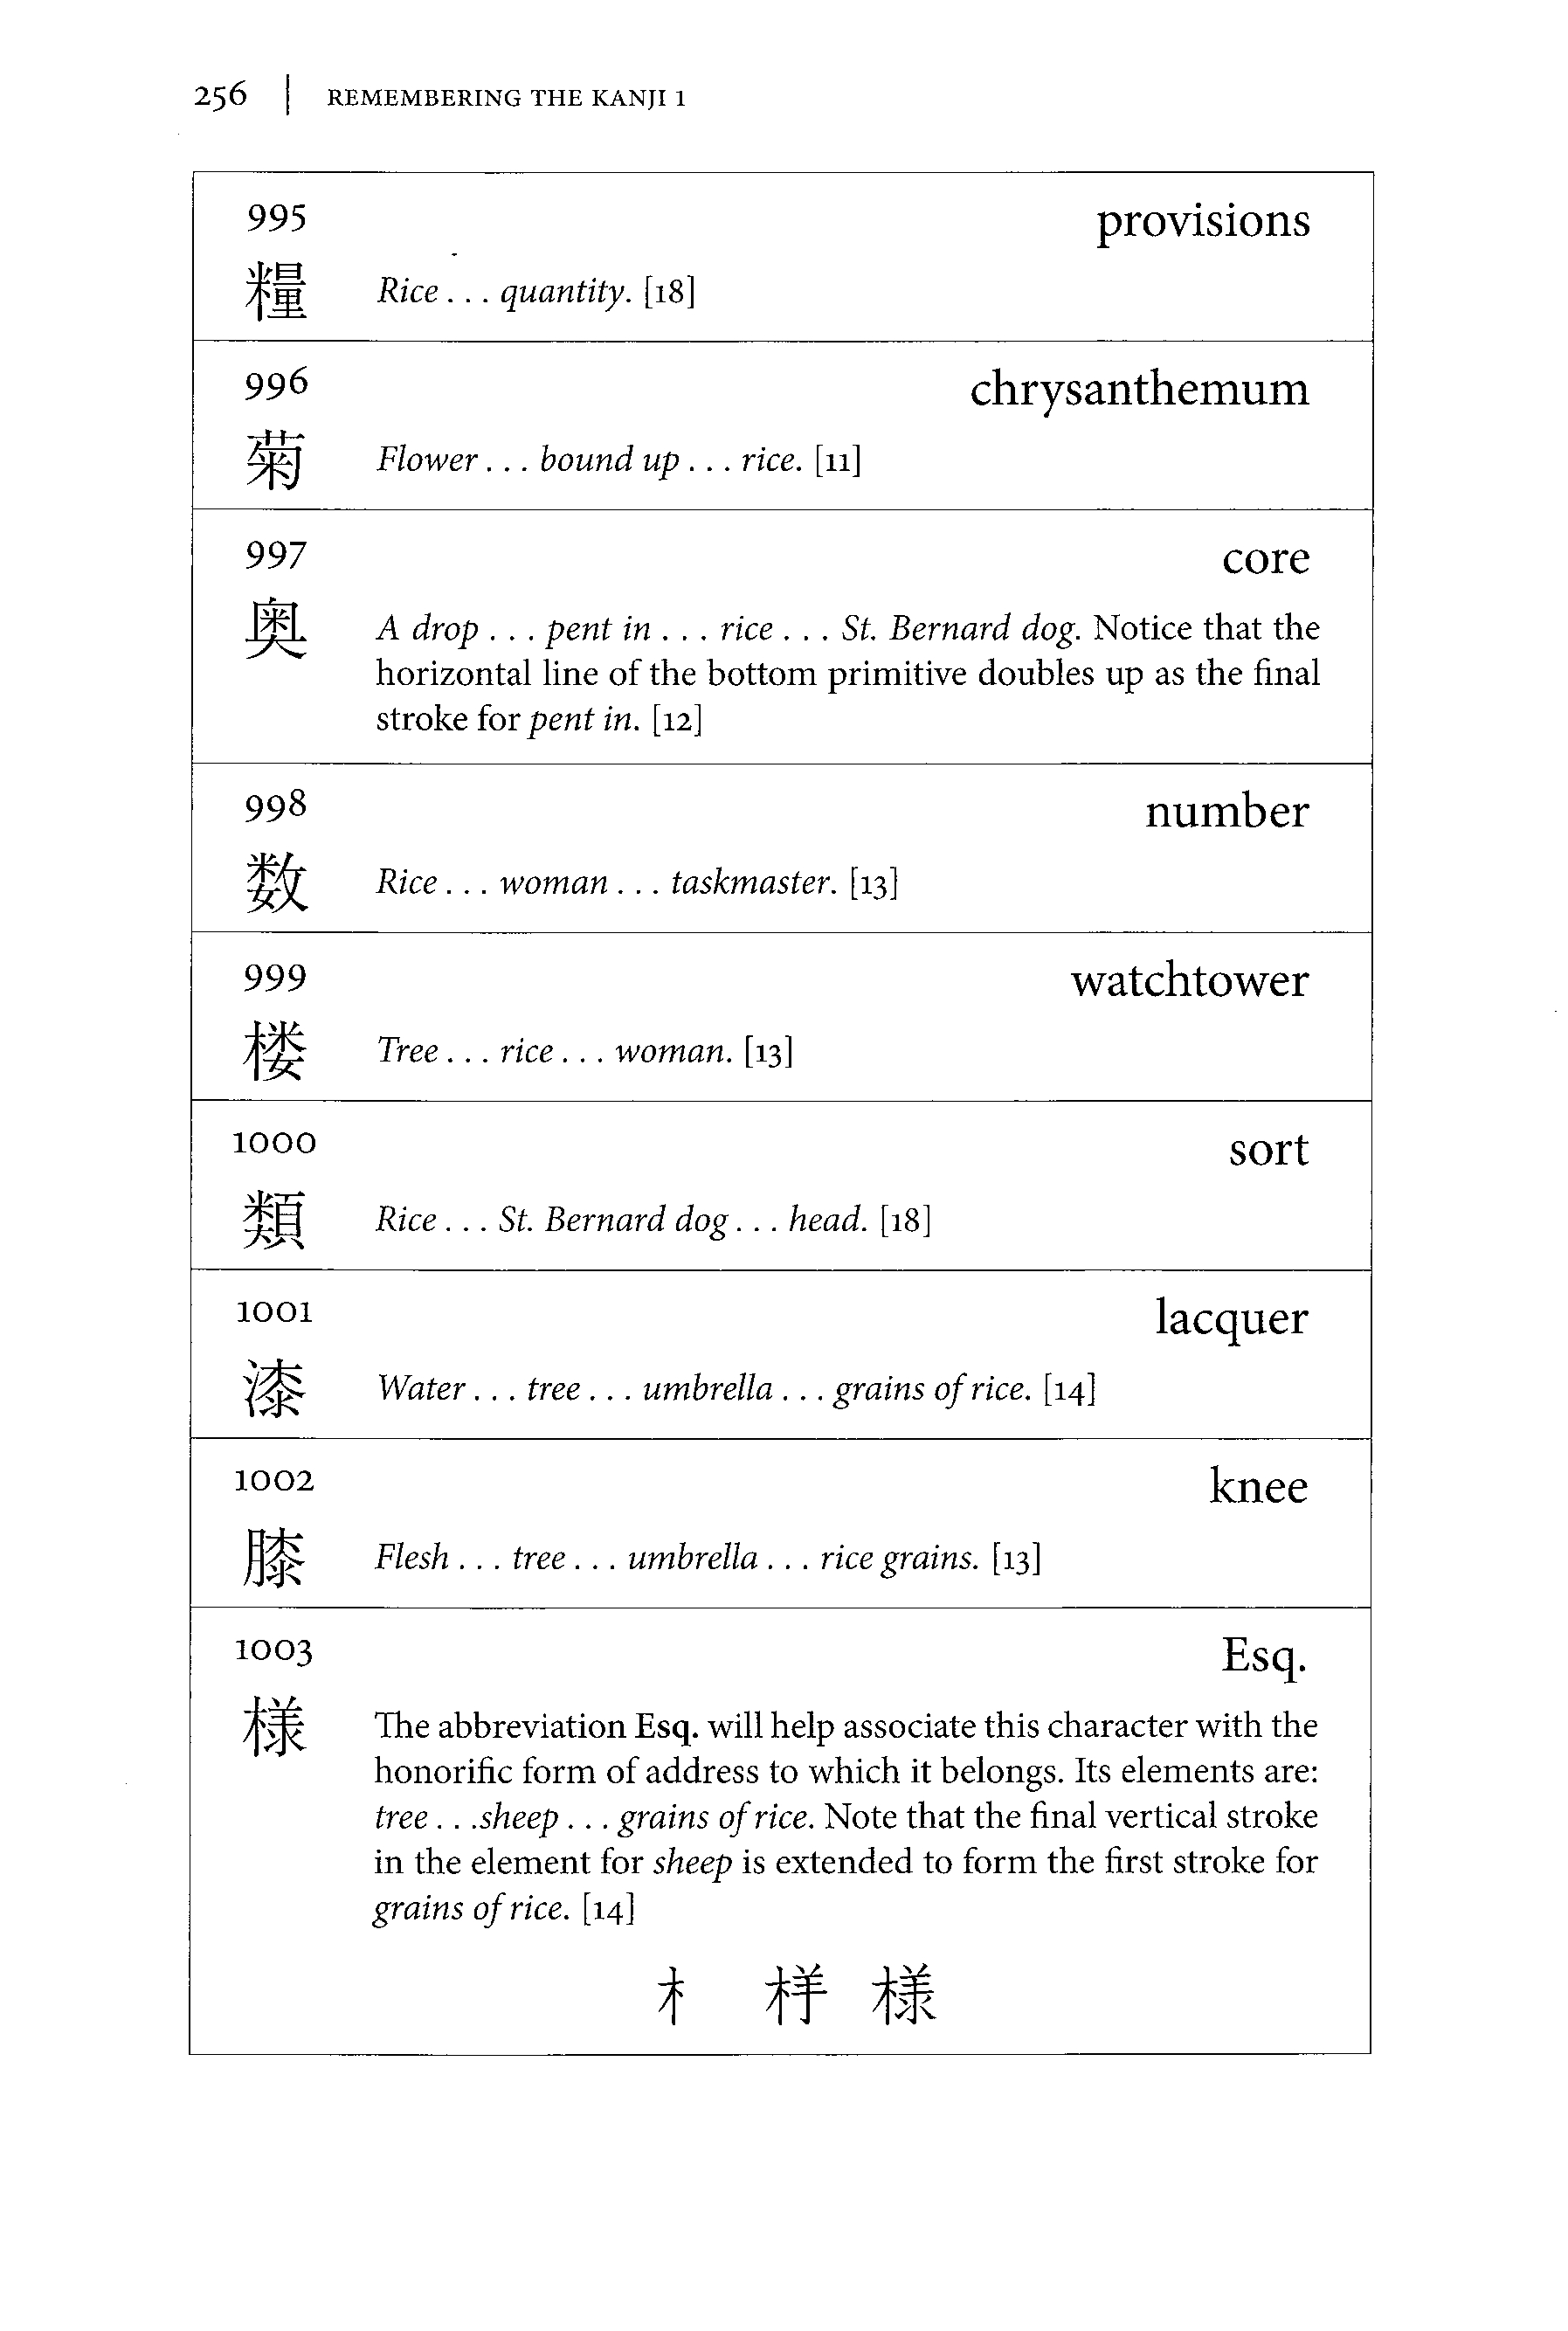 256 | REMEMBERING THE KANJI 1
995 provisions
糧 Rice . . . quantity. [18]
996 chrysanthemum
菊 Flower . . . bound up . . . rice. [11]
997 core
奥 A drop . . . pent in . . . rice . . . St. Bernard dog. Notice that the
horizontal line of the bottom primitive doubles up as the final
stroke for pent in. [12]
998 number
数 Rice . . . woman . . . taskmaster. [13]
999 watchtower
楼 Tree . . . rice . . . woman. [13]
1000 sort
類 Rice . . . St. Bernard dog . . . head. [18]
1001 lacquer
漆 Water . . . tree . . . umbrella . . . grains of rice. [14]
1002 knee
膝 Flesh . . . tree . . . umbrella . . . rice grains. [13]
1003 Esq.
様 The abbreviation Esq. will help associate this character with the
honorific form of address to which it belongs. Its elements are:
tree . . .sheep . . . grains of rice. Note that the final vertical stroke
in the element for sheep is extended to form the first stroke for
grains of rice. [14]
木 样 様